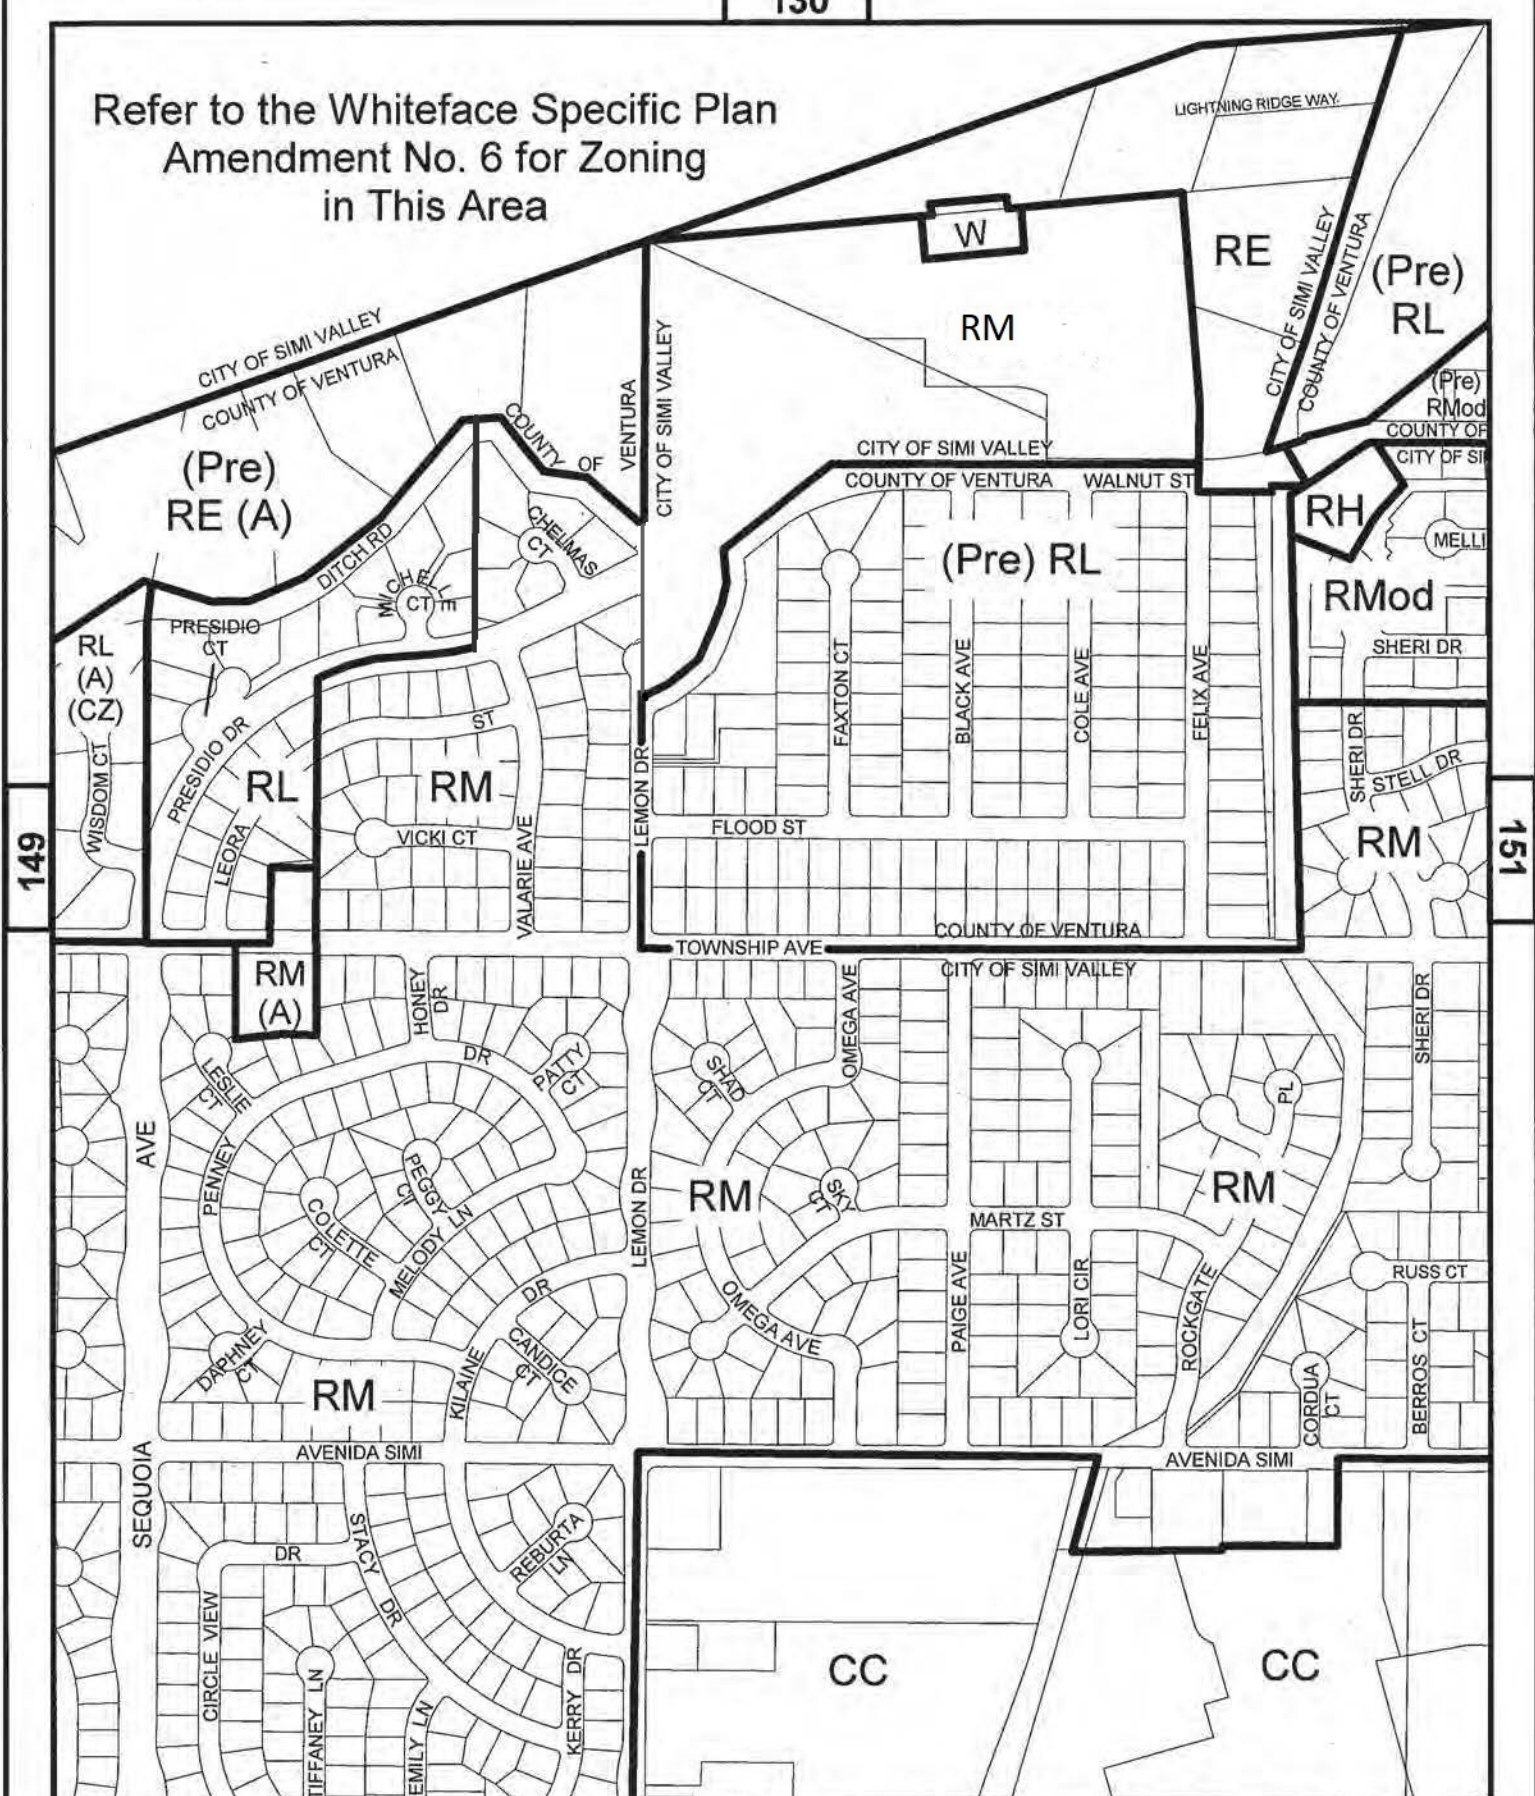 130
Refer to the Whiteface Specific Plan
Amendment No. 6 for Zoning
in This Area
LIGHTNING RIDGE WAY
W
RE
CITY OF SIMI VALLEY
COUNTY OF VENTURA
(Pre)
RL
RM
CITY OF SIMI VALLEY
COUNTY OF VENTURA
COUNTY OF VENTURA
CITY OF SIMI VALLEY
(Pre)
RMod
COUNTY OF
CITY OF SI
(Pre)
RE (A)
CITY OF SIMI VALLEY
COUNTY OF VENTURA
WALNUT ST
RH
MELLI
RMod
SHERI DR
DITCH RD
CHELMAS
CT
MICHELLE
CT
(Pre) RL
PRESIDIO
CT
RL
(A)
(CZ)
WISDOM CT
PRESIDIO DR
RL
LEORA
ST
RM
VICKI CT
VALARIE AVE
LEMON DR
FAXTON CT
BLACK AVE
COLE AVE
FELIX AVE
FLOOD ST
SHERI DR
STELL DR
RM
149
151
COUNTY OF VENTURA
TOWNSHIP AVE
CITY OF SIMI VALLEY
RM
(A)
HONEY
DR
DR
PATTY
CT
LESLIE
CT
SHAD
CT
OMEGA AVE
SHERI DR
PL
AVE
PENNEY
PEGGY
CT
COLETTE
CT
MELODY LN
LEMON DR
RM
SKY
CT
MARTZ ST
RM
DR
OMEGA AVE
PAIGE AVE
LORI CIR
ROCKGATE
RUSS CT
DAPHNEY
CT
RM
KILAINE
CANDICE
CT
CORDUA
CT
BERROS CT
SEQUOIA
AVENIDA SIMI
AVENIDA SIMI
DR
STACY
DR
REBURTA
LN
CIRCLE VIEW
TIFFANEY LN
EMILY LN
KERRY DR
CC
CC